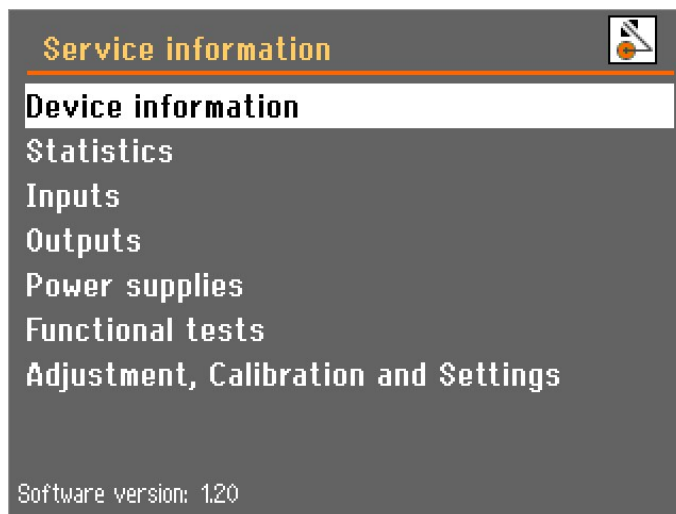 Service information
Device information
Statistics
Inputs
Outputs
Power supplies
Functional tests
Adjustment, Calibration and Settings
Software version: 1.20